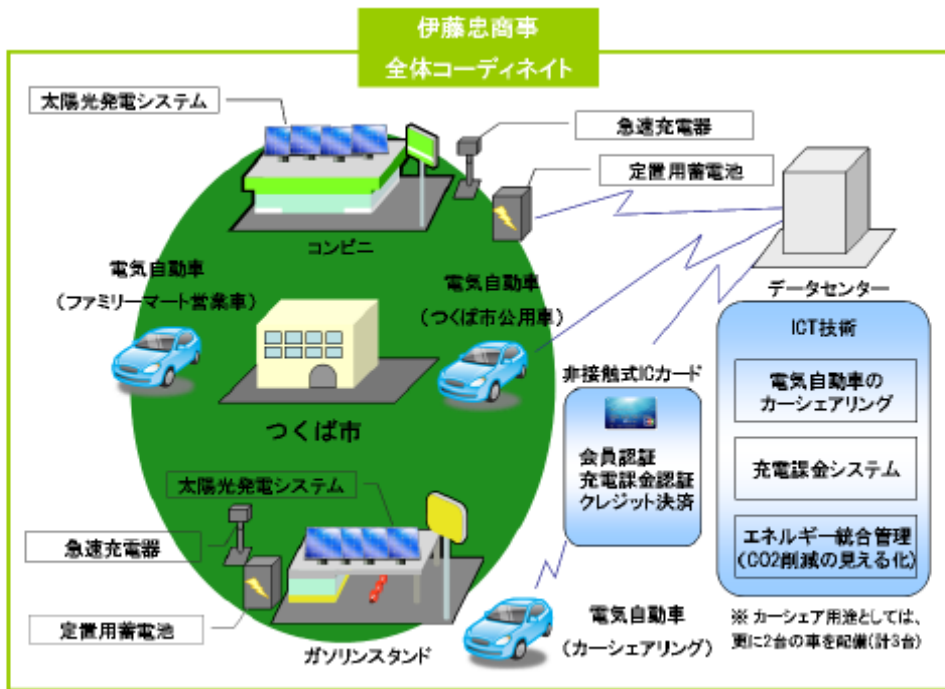 伊藤忠商事
全体コーディネイト
太陽光発電システム
急速充電器
定置用蓄電池
コンビニ
データセンター
電気自動車
（ファミリーマート営業車）
電気自動車
（つくば市公用車）
つくば市
非接触式ICカード
会員認証
充電課金認証
クレジット決済
ICT技術
電気自動車の
カーシェアリング
充電課金システム
エネルギー統合管理
(CO2削減の見える化)
太陽光発電システム
急速充電器
定置用蓄電池
ガソリンスタンド
電気自動車
（カーシェアリング）
※ カーシェア用途としては、
更に2台の車を配備(計3台)